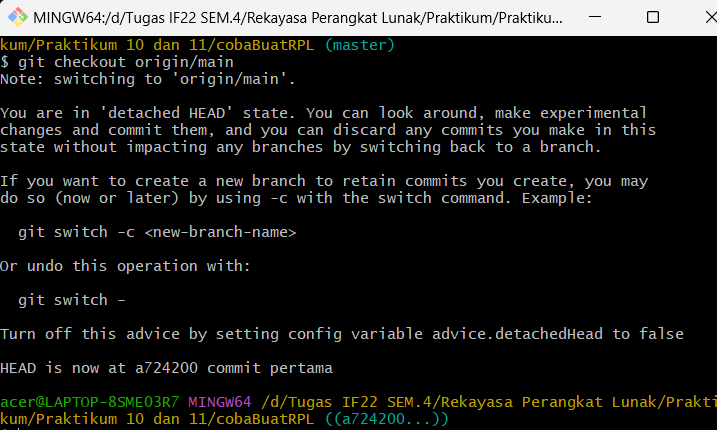 MINGW64:/d/Tugas IF22 SEM.4/Rekayasa Perangkat Lunak/Praktikum/Praktiku...
kum/Praktikum 10 dan 11/cobaBuatRPL (master)
$ git checkout origin/main
Note: switching to 'origin/main'.
You are in 'detached HEAD' state. You can look around, make experimental
changes and commit them, and you can discard any commits you make in this
state without impacting any branches by switching back to a branch.
If you want to create a new branch to retain commits you create, you may
do so (now or later) by using -c with the switch command. Example:
git switch -c <new-branch-name>
Or undo this operation with:
git switch -
Turn off this advice by setting config variable advice.detachedHead to false
HEAD is now at a724200 commit pertama
acer@LAPTOP-8SME03R7 MINGW64 /d/Tugas IF22 SEM.4/Rekayasa Perangkat Lunak/Prakti
kum/Praktikum 10 dan 11/cobaBuatRPL ((a724200...))